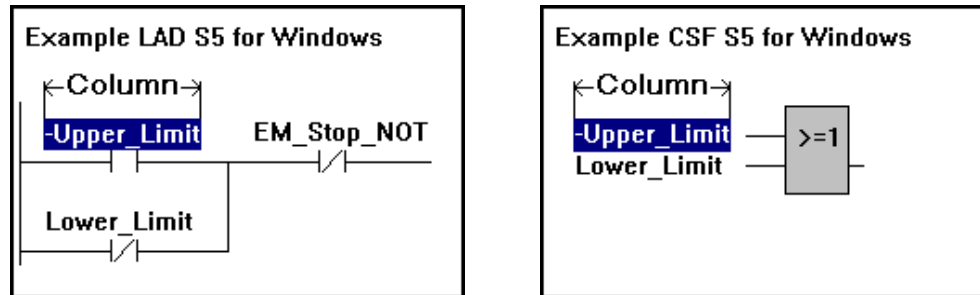 Example LAD S5 for Windows
Column
-Upper_Limit
EM_Stop_NOT
Lower_Limit
Example CSF S5 for Windows
Column
-Upper_Limit
>=1
Lower_Limit